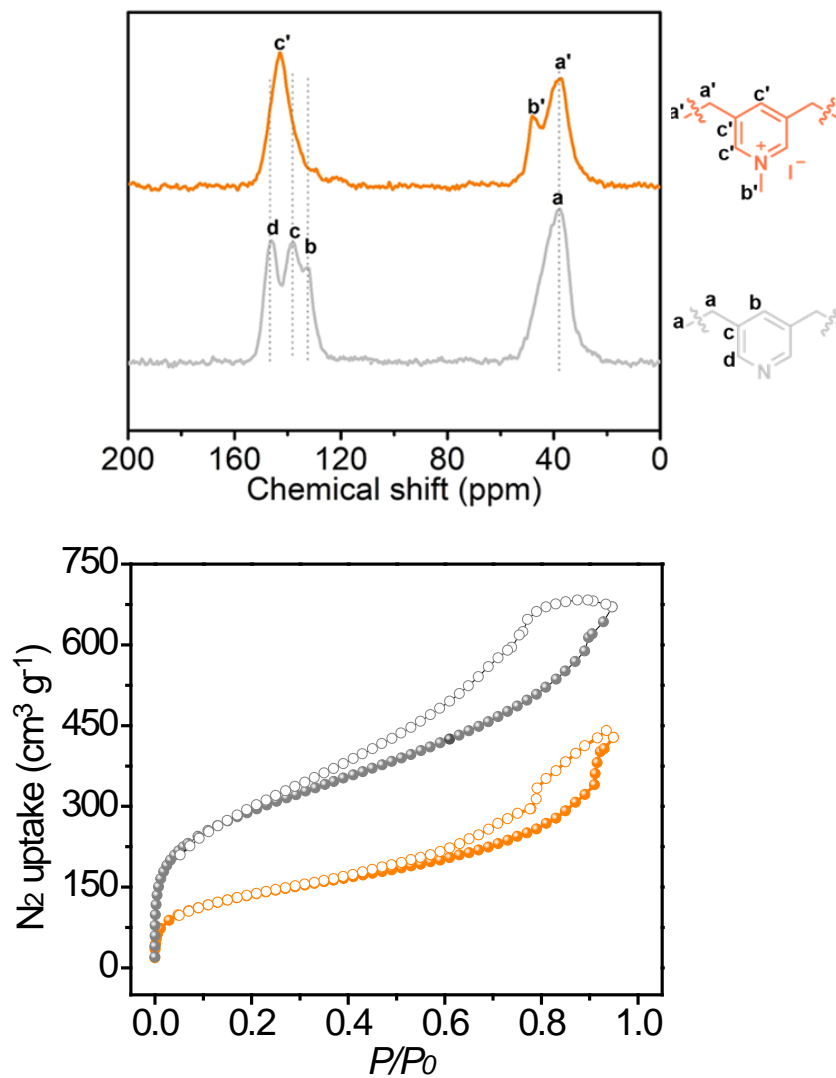 c'
a'
b'
a
d
c
b
200
160
120
80
40
0
Chemical shift (ppm)
a'
c'
a'
c'
c'
N
+
I⁻
b'
a
b
a
c
d
N
750
600
450
300
150
0
N₂ uptake (cm³ g⁻¹)
0.0
0.2
0.4
0.6
0.8
1.0
P/P₀